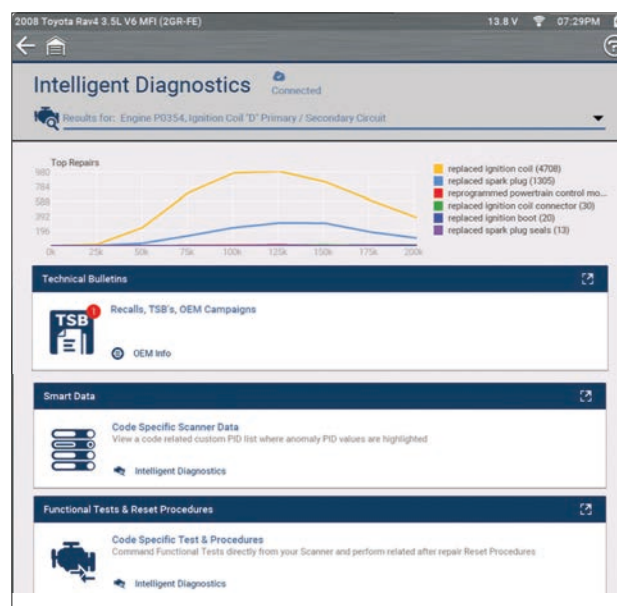 2008 Toyota Rav4 3.5L V6 MFI (2GR-FE) 13.8 V 07:29PM
Intelligent Diagnostics
Connected
Results for: Engine P0354, Ignition Coil "D" Primary / Secondary Circuit
Top Repairs
980
784
588
392
196
0k 25k 50k 75k 100k 125k 150k 175k 200k
replaced ignition coil (4708)
replaced spark plug (1305)
reprogrammed powertrain control mo...
replaced ignition coil connector (30)
replaced ignition boot (20)
replaced spark plug seals (13)
Technical Bulletins
TSB
1
Recalls, TSB's, OEM Campaigns
OEM Info
Smart Data
Code Specific Scanner Data
View a code related custom PID list where anomaly PID values are highlighted
Intelligent Diagnostics
Functional Tests & Reset Procedures
Code Specific Test & Procedures
Command Functional Tests directly from your Scanner and perform related after repair Reset Procedures
Intelligent Diagnostics